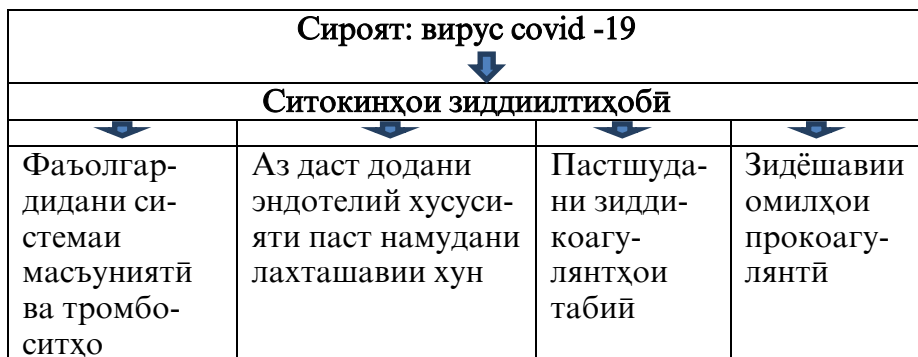 Сироят: вирус covid -19
Ситокинҳои зиддиилтиҳобӣ
Фаъолгар-
дидани си-
стемаи
масъуниятӣ
ва тромбо-
ситҳо
Аз даст додани
эндотелий хусуси-
яти паст намудани
лахташавии хун
Пастшуда-
ни зидди-
коагу-
лянтҳои
табиӣ
Зидёшавии
омилҳои
прокоагу-
лянтӣ